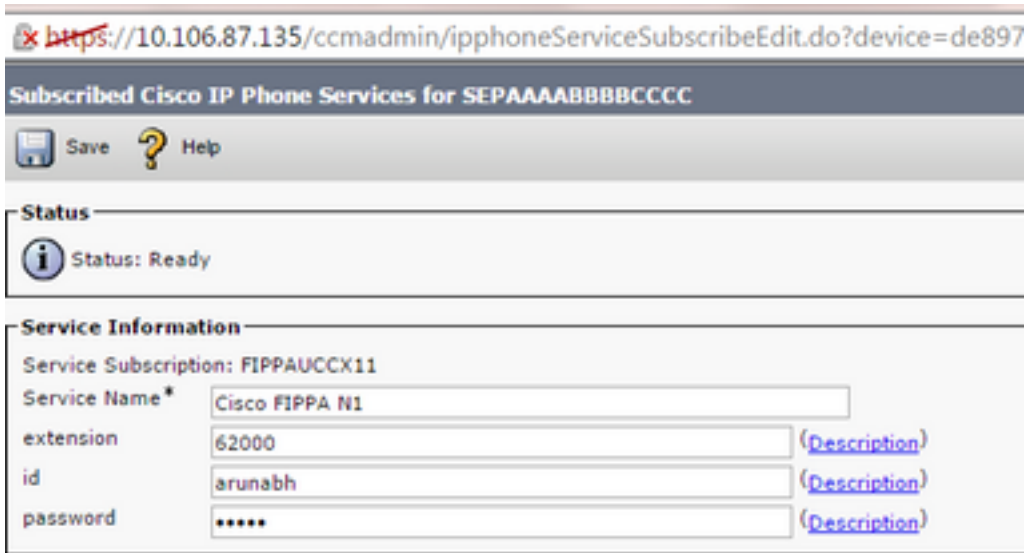 https://10.106.87.135/ccmadmin/ipphoneServiceSubscribeEdit.do?device=de897
Subscribed Cisco IP Phone Services for SEPAAAABBBBCCCC
Save Help
Status
Status: Ready
Service Information
Service Subscription: FIPPAUCCX11
Service Name* Cisco FIPPA N1
extension 62000 (Description)
id arunabh (Description)
password ••••• (Description)